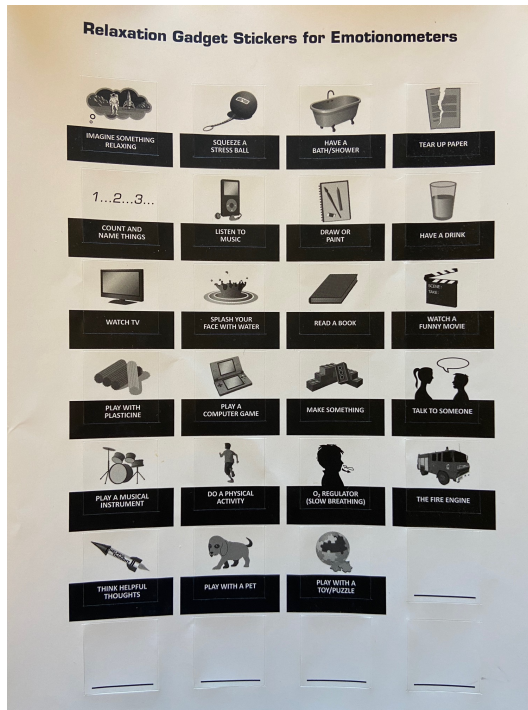 Relaxation Gadget Stickers for Emotionometers
IMAGINE SOMETHING
RELAXING
SQUEEZE A
STRESS BALL
HAVE A
BATH/SHOWER
TEAR UP PAPER
1...2...3...
COUNT AND
NAME THINGS
LISTEN TO
MUSIC
DRAW OR
PAINT
HAVE A DRINK
WATCH TV
SPLASH YOUR
FACE WITH WATER
READ A BOOK
SCENE
TAKE
WATCH A
FUNNY MOVIE
PLAY WITH
PLASTICINE
PLAY A
COMPUTER GAME
MAKE SOMETHING
TALK TO SOMEONE
PLAY A MUSICAL
INSTRUMENT
DO A PHYSICAL
ACTIVITY
O₂ REGULATOR
(SLOW BREATHING)
THE FIRE ENGINE
THINK HELPFUL
THOUGHTS
PLAY WITH A PET
PLAY WITH A
TOY/PUZZLE